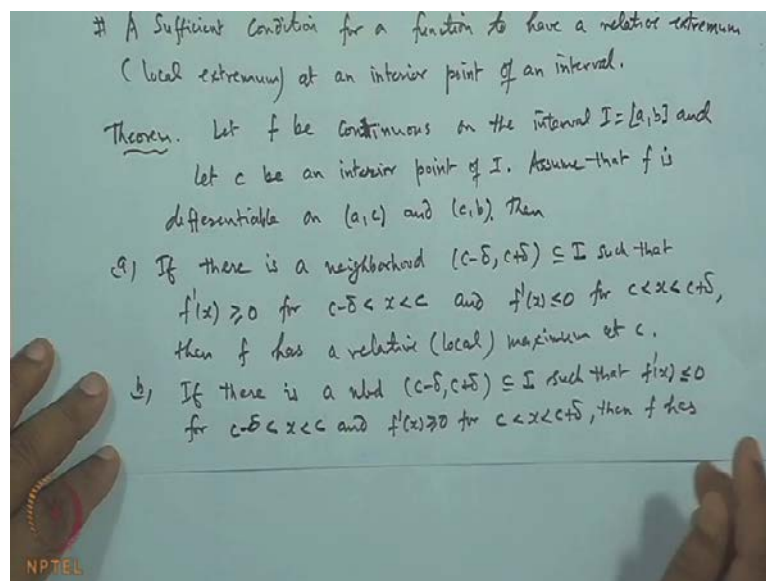 # A Sufficient Condition for a function to have a relative extremum
(local extremum) at an interior point of an interval.
Theorem. Let f be continuous on the interval I=[a,b] and
let c be an interior point of I. Assume that f is
differentiable on (a,c) and (c,b). Then
a) If there is a neighborhood (c-δ, c+δ) ⊆ I such that
f'(x) ≥ 0 for c-δ < x < c and f'(x) ≤ 0 for c < x < c+δ,
then f has a relative (local) maximum at c.
b) If there is a nbd (c-δ, c+δ) ⊆ I such that f'(x) ≤ 0
for c-δ < x < c and f'(x) ≥ 0 for c < x < c+δ, then f has
NPTEL